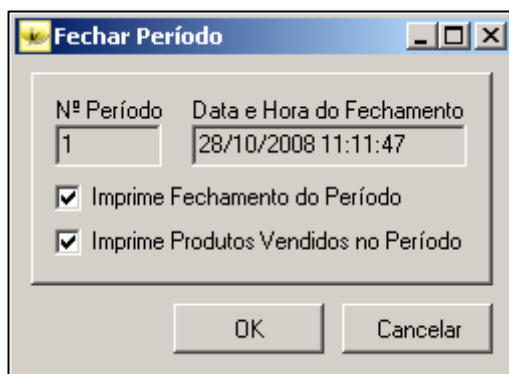 Fechar Período
Nº Período Data e Hora do Fechamento
1 28/10/2008 11:11:47
Imprime Fechamento do Período
Imprime Produtos Vendidos no Período
OK Cancelar